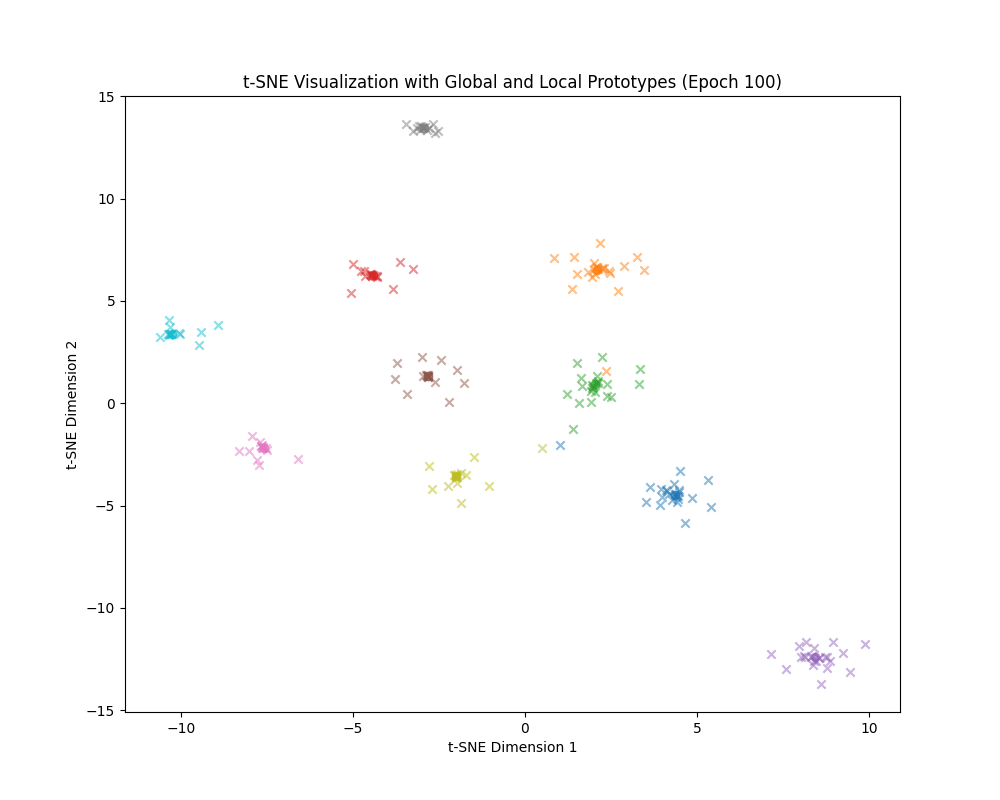 t-SNE Visualization with Global and Local Prototypes (Epoch 100)
15
10
5
0
−5
−10
−15
t-SNE Dimension 2
−10 −5 0 5 10
t-SNE Dimension 1